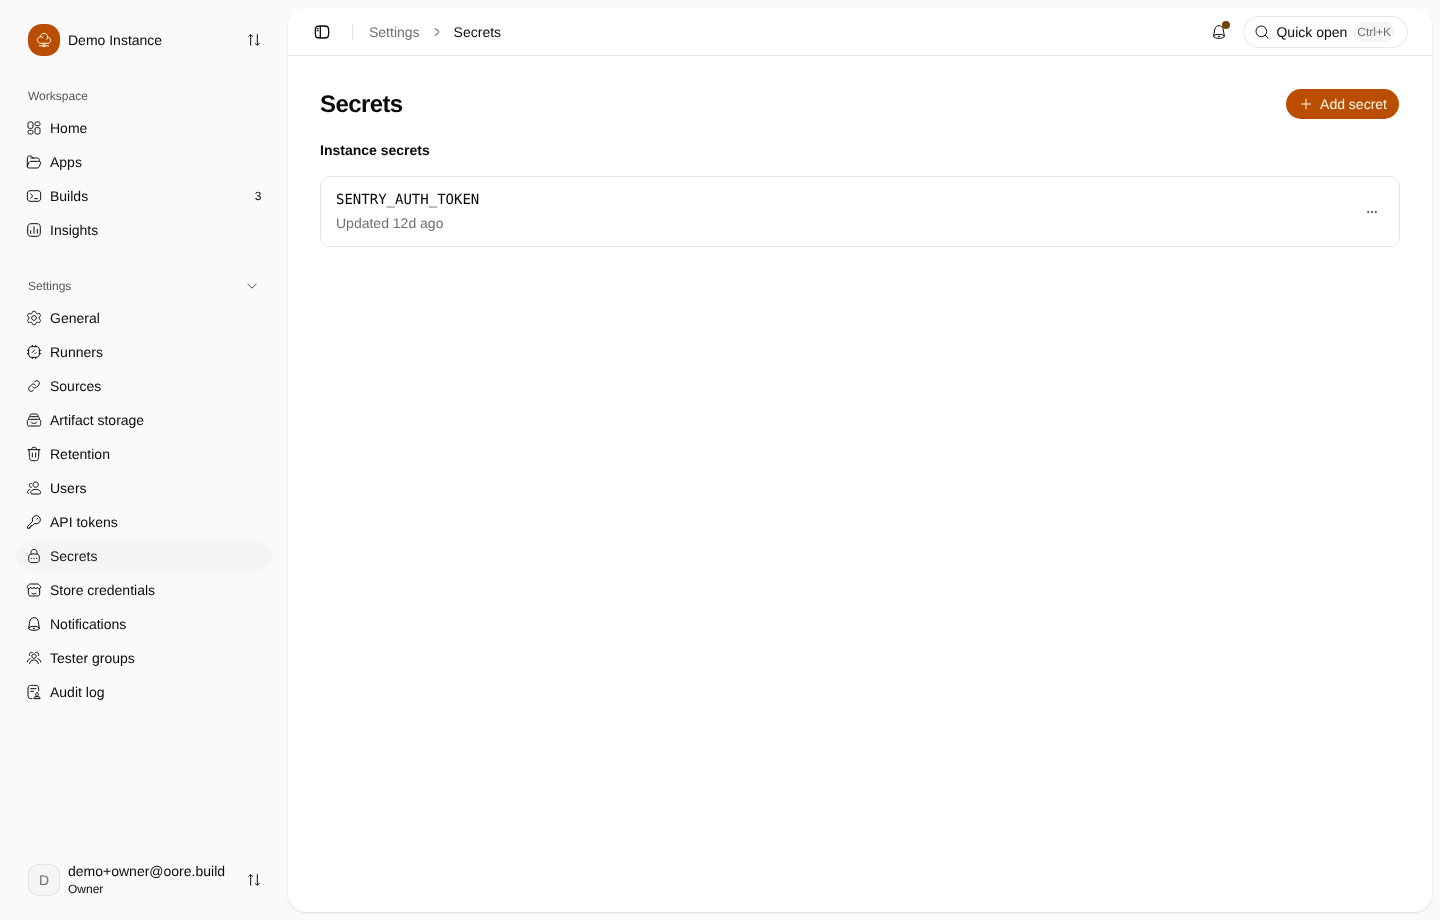 Demo Instance
Workspace
Home
Apps
Builds 3
Insights
Settings
General
Runners
Sources
Artifact storage
Retention
Users
API tokens
Secrets
Store credentials
Notifications
Tester groups
Audit log
D
demo+owner@oore.build
Owner
Settings Secrets
Quick open Ctrl+K
Secrets
Add secret
Instance secrets
SENTRY_AUTH_TOKEN
Updated 12d ago